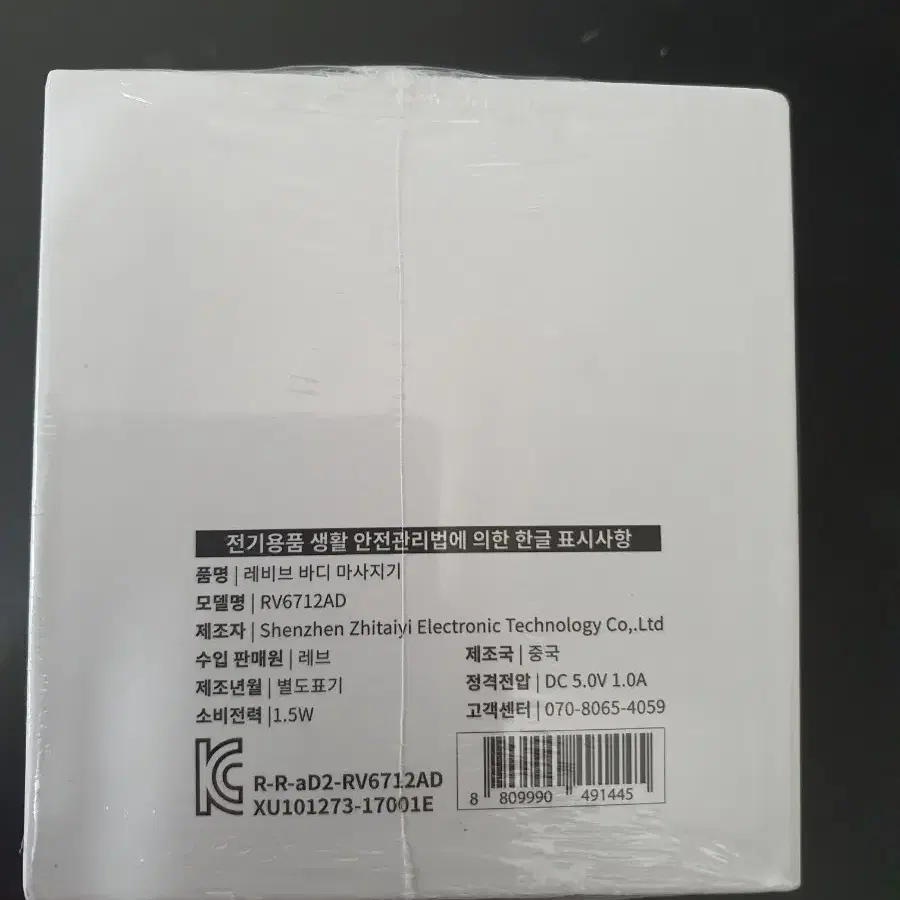 전기용품 생활 안전관리법에 의한 한글 표시사항
품명 | 레비브 바디 마사지기
모델명 | RV6712AD
제조자 | Shenzhen Zhitaiyi Electronic Technology Co,.Ltd
수입 판매원 | 레브 제조국 | 중국
제조년월 | 별도표기 정격전압 | DC 5.0V 1.0A
소비전력 |1.5W 고객센터 | 070-8065-4059
KC R-R-aD2-RV6712AD
XU101273-17001E
8 809990 491445